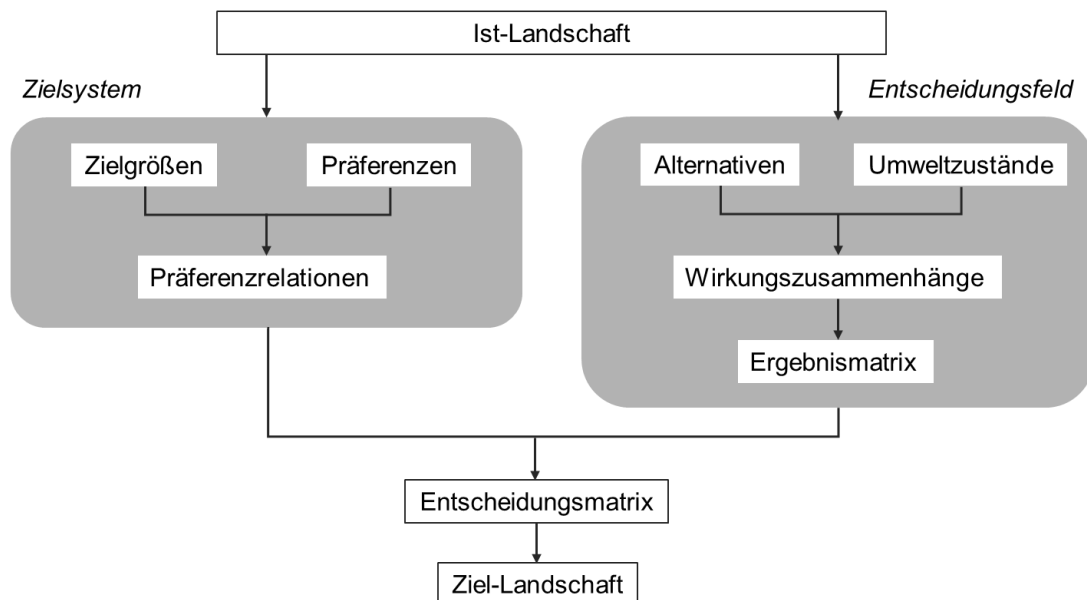 Ist-Landschaft
Zielsystem
Entscheidungsfeld
Zielgrößen
Präferenzen
Alternativen
Umweltzustände
Präferenzrelationen
Wirkungszusammenhänge
Ergebnismatrix
Entscheidungsmatrix
Ziel-Landschaft